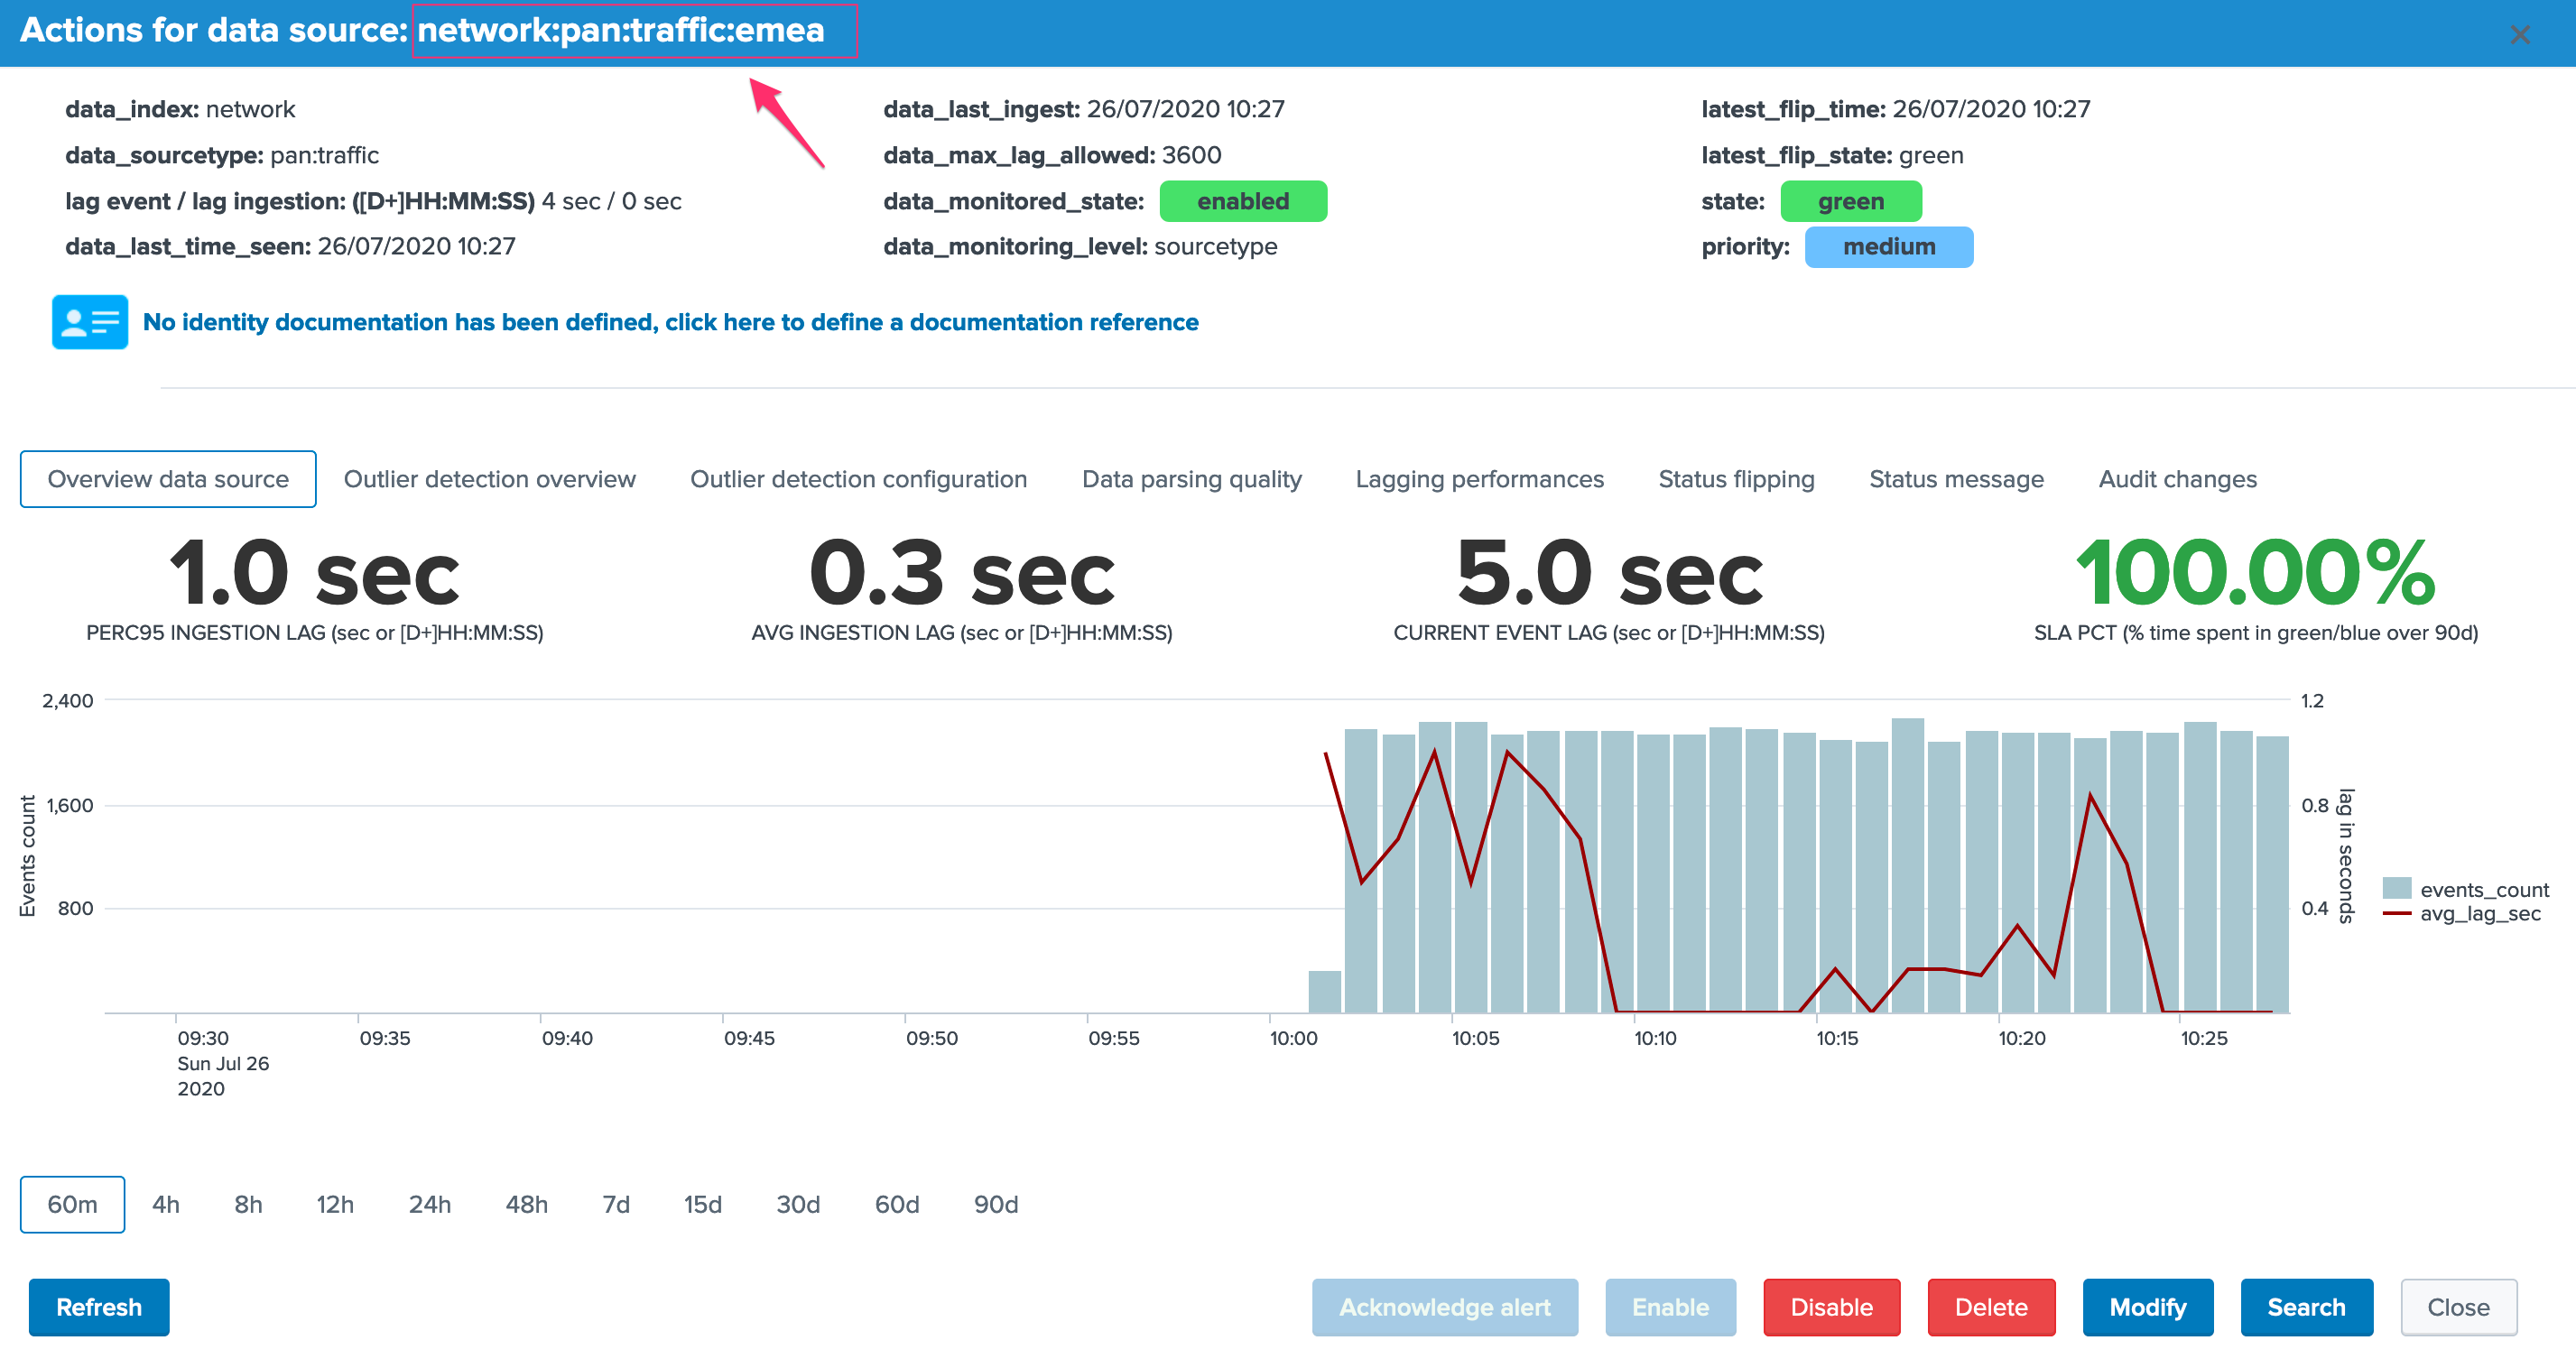 Actions for data source: network:pan:traffic:emea
data_index: network
data_sourcetype: pan:traffic
lag event / lag ingestion: ([D+]HH:MM:SS) 4 sec / 0 sec
data_last_time_seen: 26/07/2020 10:27
data_last_ingest: 26/07/2020 10:27
data_max_lag_allowed: 3600
data_monitored_state: enabled
data_monitoring_level: sourcetype
latest_flip_time: 26/07/2020 10:27
latest_flip_state: green
state: green
priority: medium
No identity documentation has been defined, click here to define a documentation reference
Overview data source Outlier detection overview Outlier detection configuration Data parsing quality Lagging performances Status flipping Status message Audit changes
1.0 sec
PERC95 INGESTION LAG (sec or [D+]HH:MM:SS)
0.3 sec
AVG INGESTION LAG (sec or [D+]HH:MM:SS)
5.0 sec
CURRENT EVENT LAG (sec or [D+]HH:MM:SS)
100.00%
SLA PCT (% time spent in green/blue over 90d)
Events count
2,400
1,600
800
1.2
0.8
0.4
lag in seconds
events_count
avg_lag_sec
09:30 09:35 09:40 09:45 09:50 09:55 10:00 10:05 10:10 10:15 10:20 10:25
Sun Jul 26
2020
60m 4h 8h 12h 24h 48h 7d 15d 30d 60d 90d
Refresh Acknowledge alert Enable Disable Delete Modify Search Close